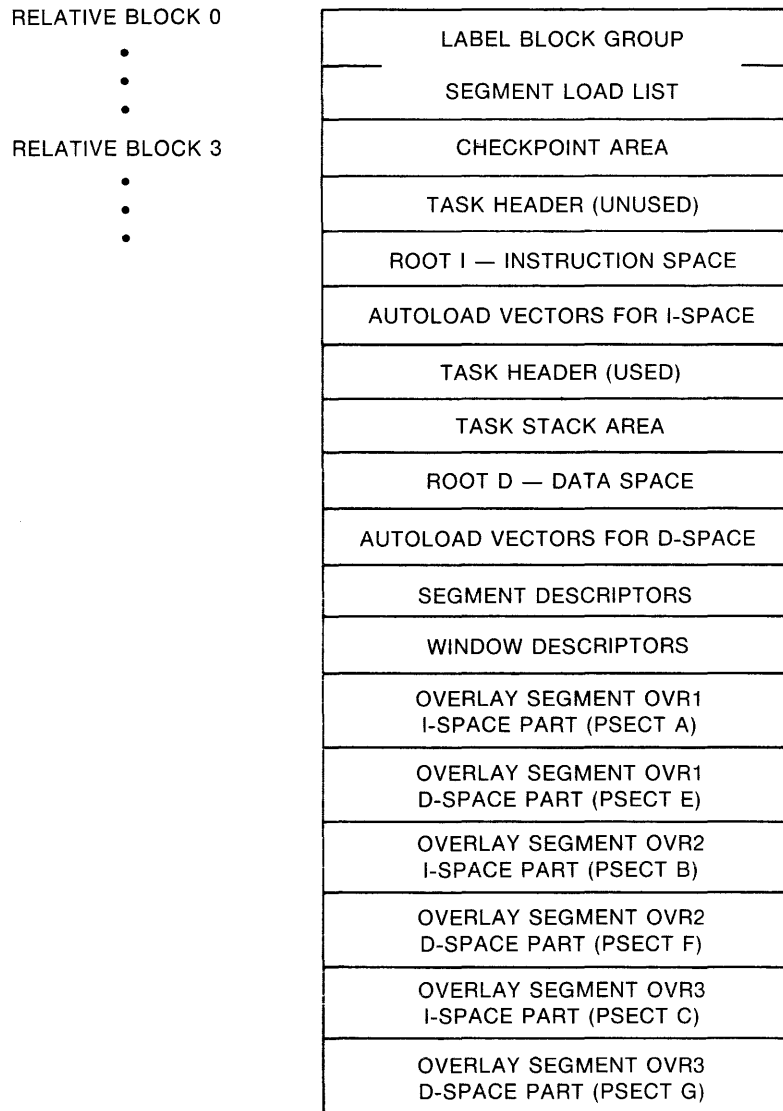 RELATIVE BLOCK 0
LABEL BLOCK GROUP
SEGMENT LOAD LIST
RELATIVE BLOCK 3
CHECKPOINT AREA
TASK HEADER (UNUSED)
ROOT I — INSTRUCTION SPACE
AUTOLOAD VECTORS FOR I-SPACE
TASK HEADER (USED)
TASK STACK AREA
ROOT D — DATA SPACE
AUTOLOAD VECTORS FOR D-SPACE
SEGMENT DESCRIPTORS
WINDOW DESCRIPTORS
OVERLAY SEGMENT OVR1
I-SPACE PART (PSECT A)
OVERLAY SEGMENT OVR1
D-SPACE PART (PSECT E)
OVERLAY SEGMENT OVR2
I-SPACE PART (PSECT B)
OVERLAY SEGMENT OVR2
D-SPACE PART (PSECT F)
OVERLAY SEGMENT OVR3
I-SPACE PART (PSECT C)
OVERLAY SEGMENT OVR3
D-SPACE PART (PSECT G)